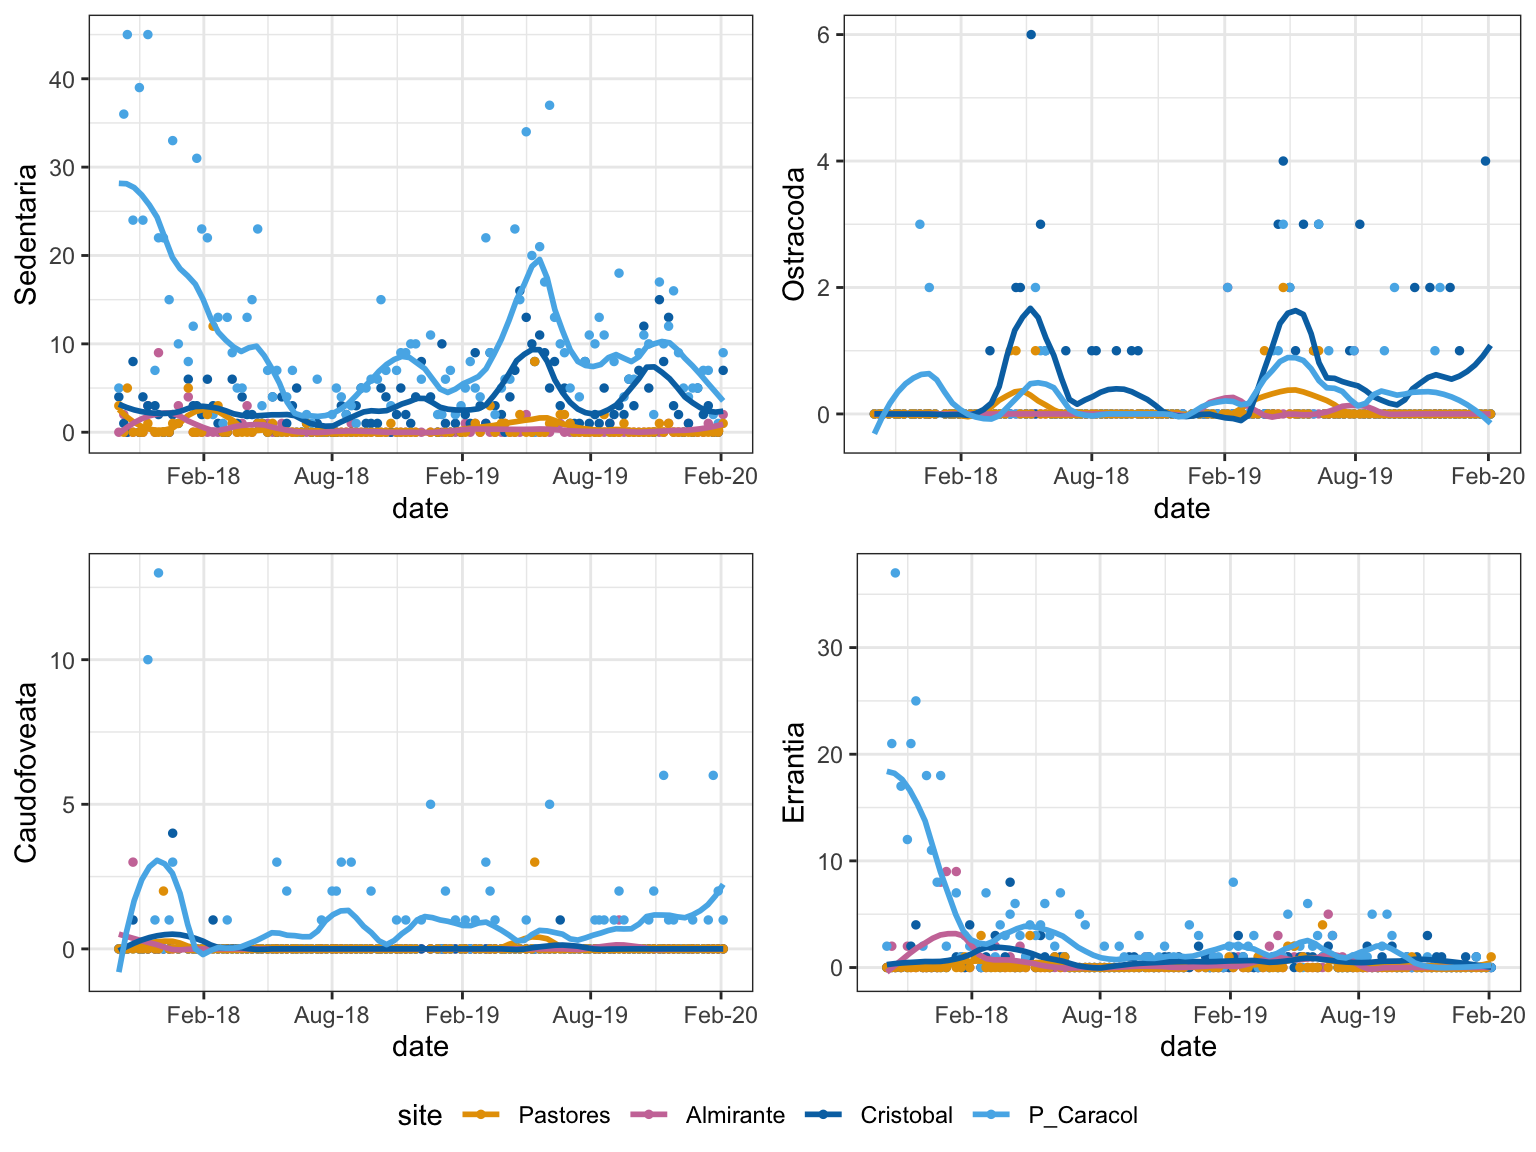 Sedentaria
40
30
20
10
0
Feb-18 Aug-18 Feb-19 Aug-19 Feb-20
date
Ostracoda
6
4
2
0
Feb-18 Aug-18 Feb-19 Aug-19 Feb-20
date
Caudofoveata
10
5
0
Feb-18 Aug-18 Feb-19 Aug-19 Feb-20
date
Errantia
30
20
10
0
Feb-18 Aug-18 Feb-19 Aug-19 Feb-20
date
site Pastores Almirante Cristobal P_Caracol